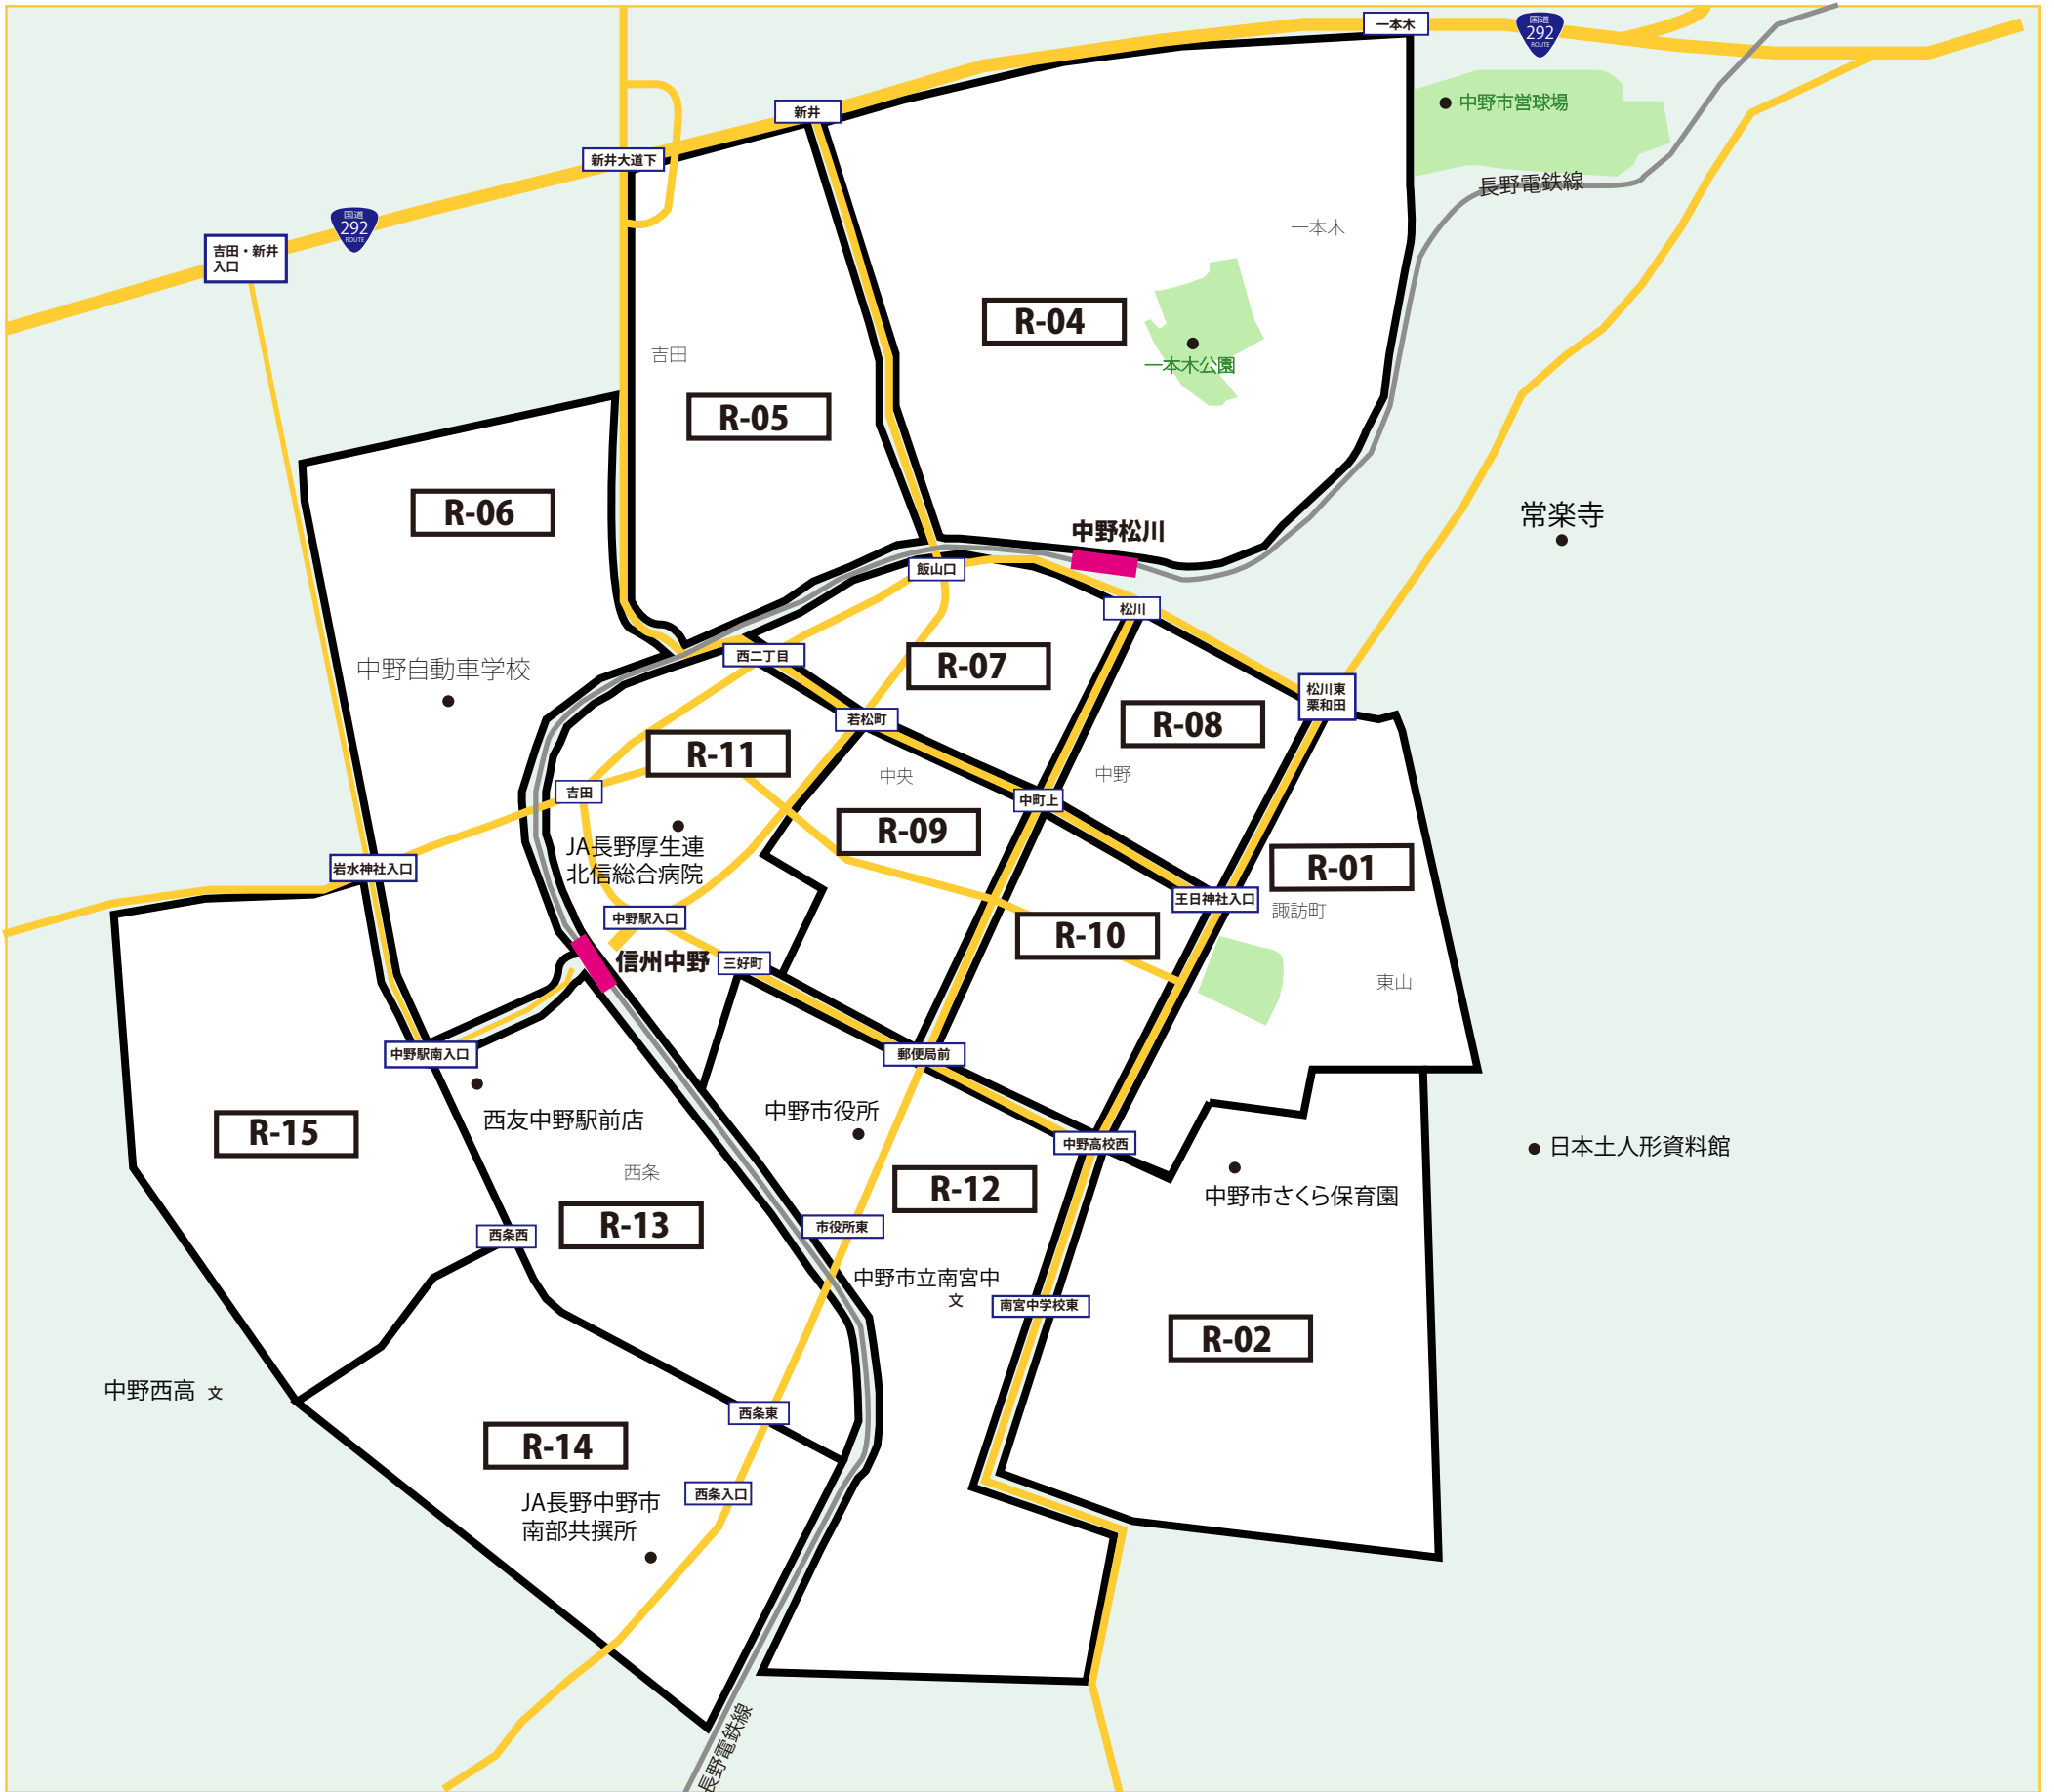 一本木
国道
292
ROUTE
中野市営球場
新井
新井大道下
長野電鉄線
国道
292
ROUTE
吉田・新井
入口
一本木
R-04
一本木公園
吉田
R-05
R-06
常楽寺
中野松川
飯山口
松川
西二丁目
R-07
中野自動車学校
松川東
栗和田
若松町
R-08
R-11
中央
中野
吉田
中町上
R-09
JA長野厚生連
北信総合病院
岩水神社入口
R-01
王日神社入口
諏訪町
中野駅入口
R-10
信州中野
三好町
東山
中野駅南入口
郵便局前
西友中野駅前店
中野市役所
R-15
中野高校西
日本土人形資料館
西条
R-12
中野市さくら保育園
R-13
市役所東
西条西
中野市立南宮中
文
南宮中学校東
R-02
中野西高 文
西条東
R-14
西条入口
JA長野中野市
南部共撰所
長野電鉄線